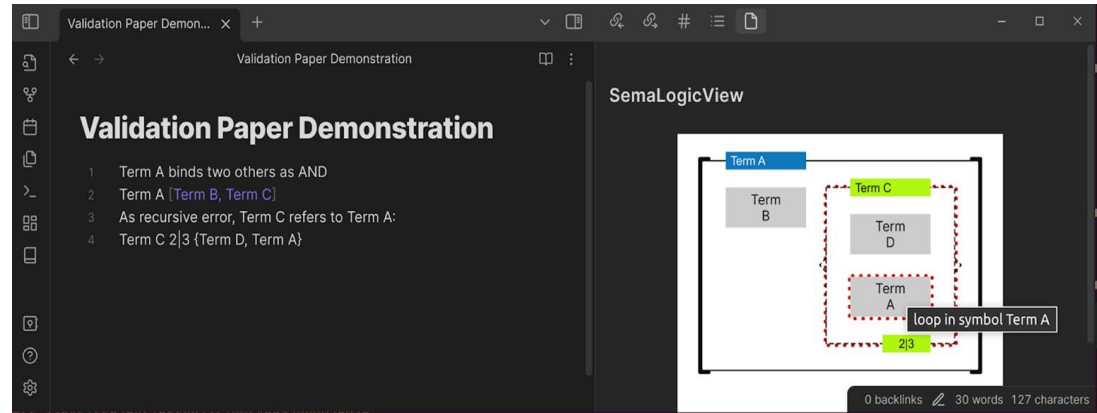 Validation Paper Demon...
Validation Paper Demonstration
Validation Paper Demonstration
1 Term A binds two others as AND
2 Term A [Term B, Term C]
3 As recursive error, Term C refers to Term A:
4 Term C 2|3 {Term D, Term A}
SemaLogicView
Term A
Term
B
Term C
Term
D
Term
A
loop in symbol Term A
2|3
0 backlinks 30 words 127 characters